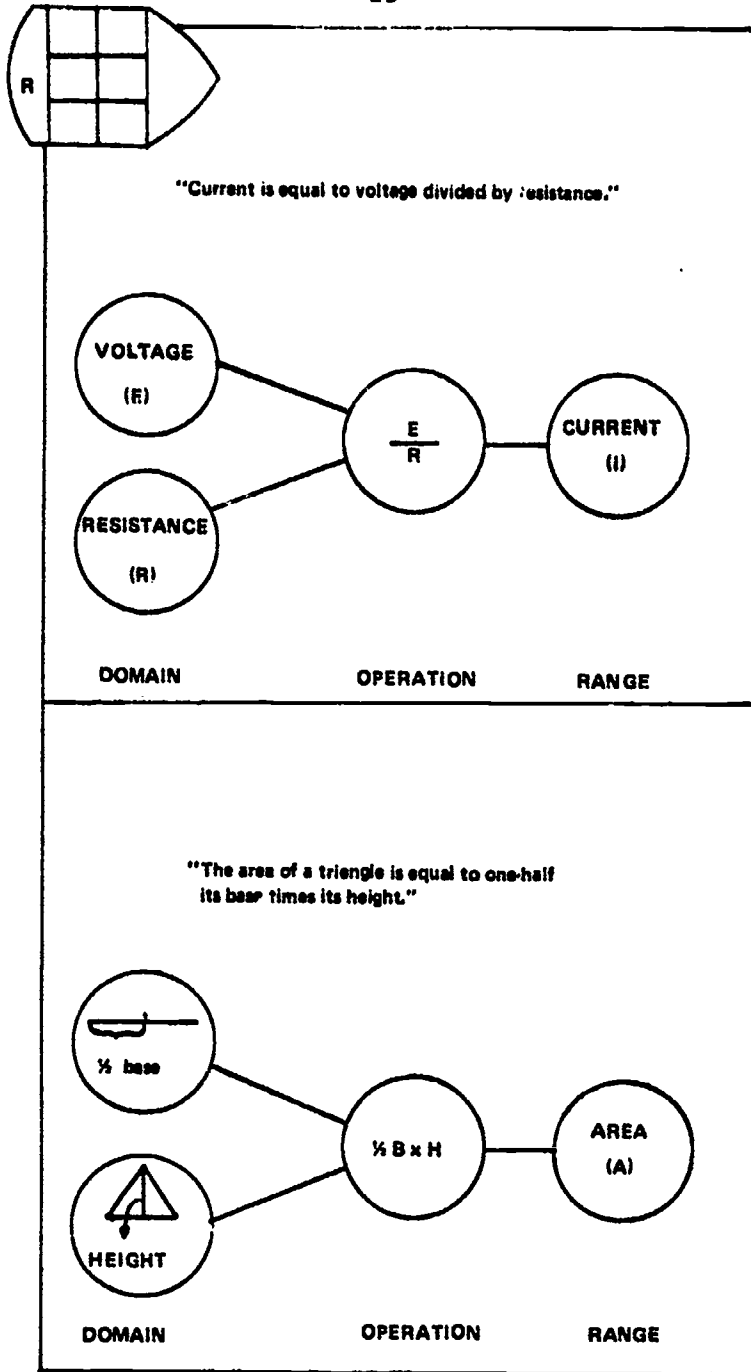 R
"Current is equal to voltage divided by resistance."
VOLTAGE
(E)
E
R
CURRENT
(I)
RESISTANCE
(R)
DOMAIN OPERATION RANGE
"The area of a triangle is equal to one-half
its base times its height."
½ base
½ B x H
AREA
(A)
HEIGHT
DOMAIN OPERATION RANGE